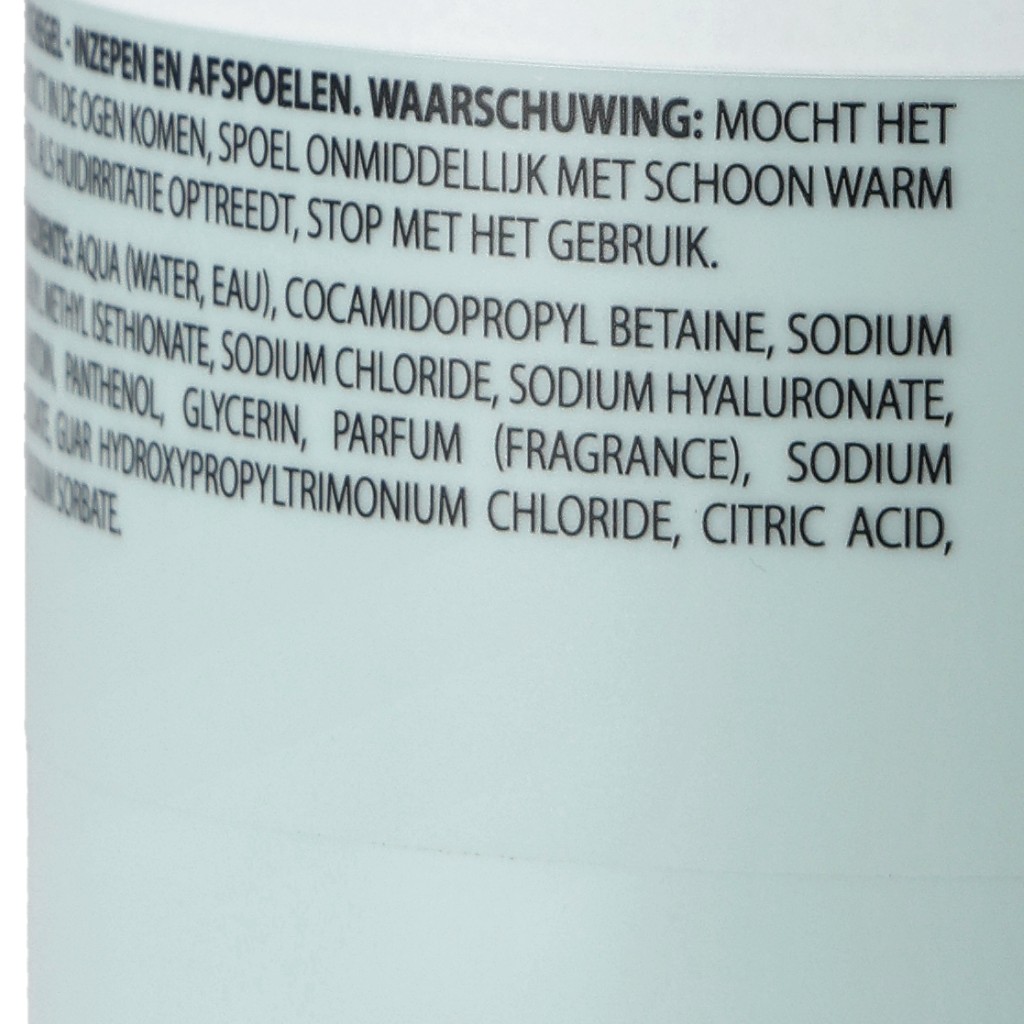 - INZEPEN EN AFSPOELEN. WAARSCHUWING: MOCHT HET
IN DE OGEN KOMEN, SPOEL ONMIDDELLIJK MET SCHOON WARM
ALS HUIDIRRITATIE OPTREEDT, STOP MET HET GEBRUIK.
AQUA (WATER, EAU), COCAMIDOPROPYL BETAINE, SODIUM
METHYL ISETHIONATE, SODIUM CHLORIDE, SODIUM HYALURONATE,
PANTHENOL, GLYCERIN, PARFUM (FRAGRANCE), SODIUM
GUAR HYDROXYPROPYLTRIMONIUM CHLORIDE, CITRIC ACID,
SORBATE.